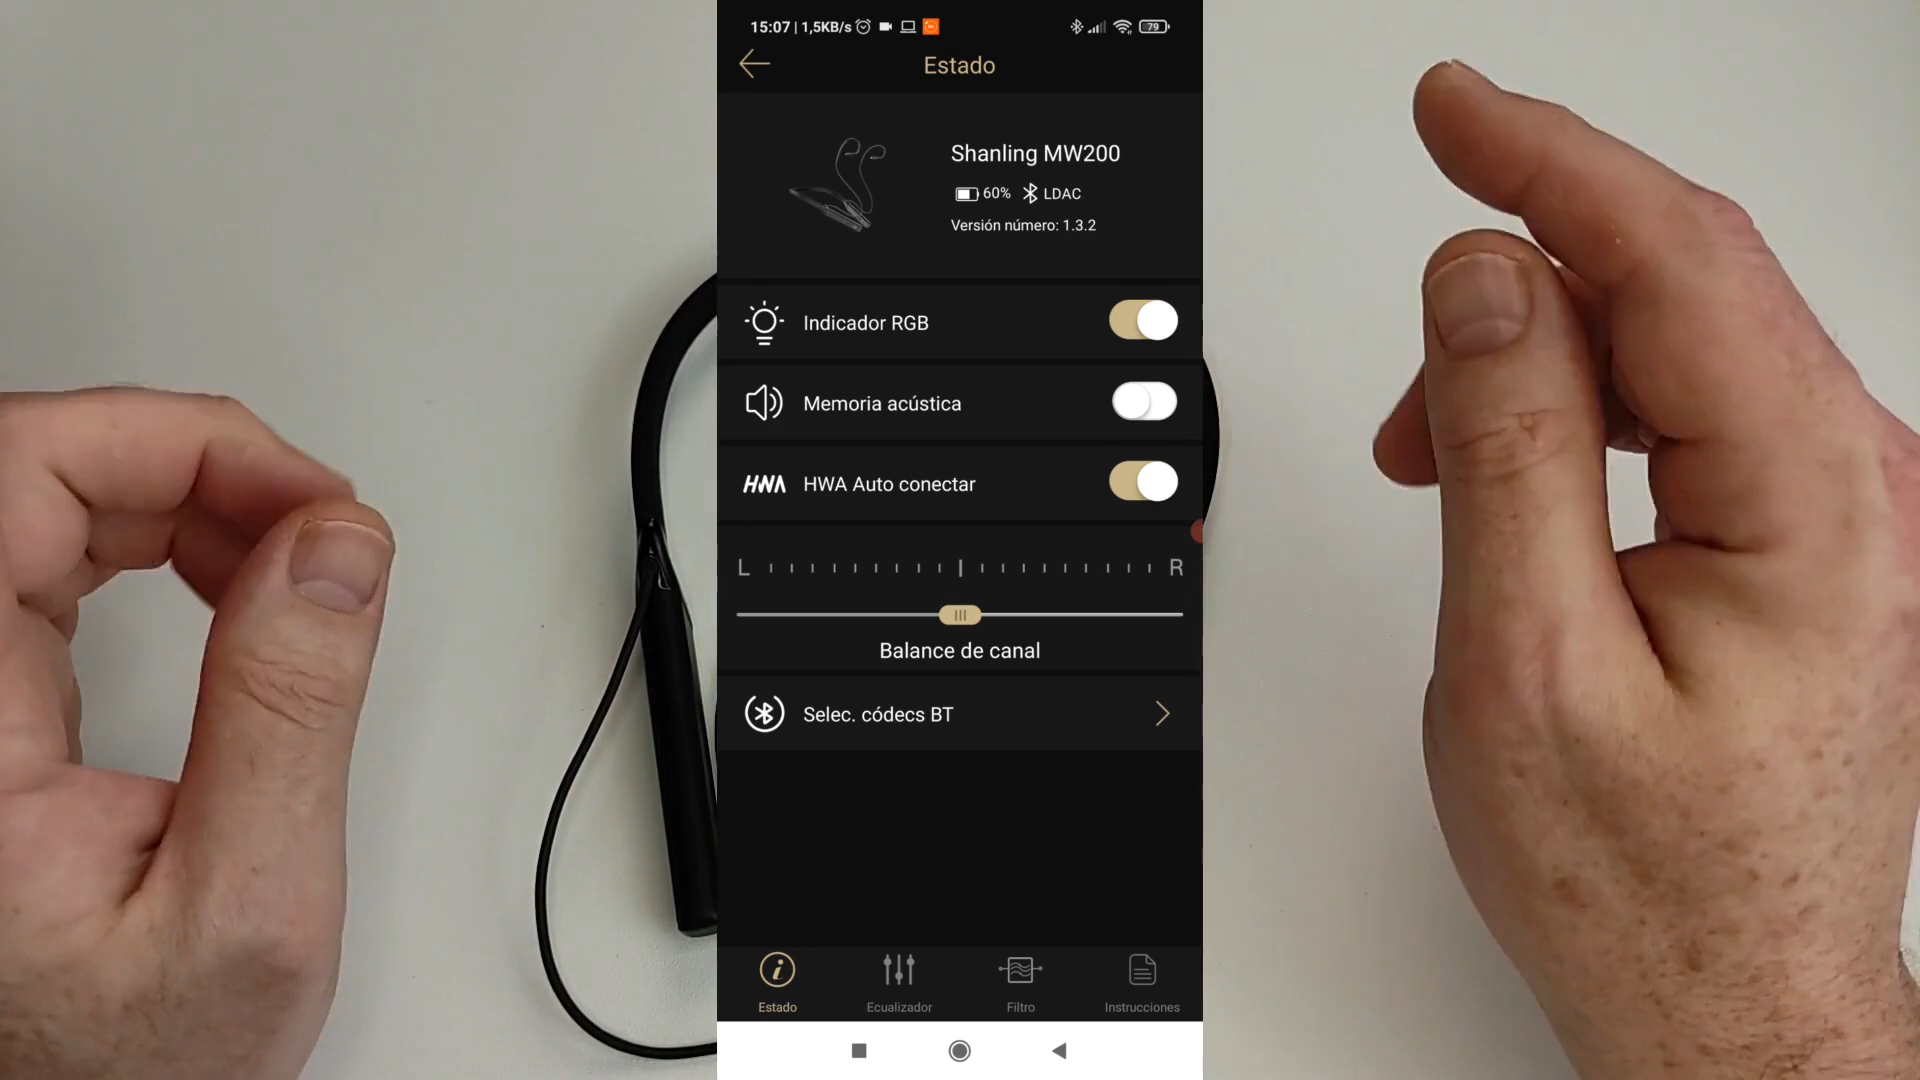 15:07 | 1,5KB/s
79
Estado
Shanling MW200
60% LDAC
Versión número: 1.3.2
Indicador RGB
Memoria acústica
HWA HWA Auto conectar
L R
Balance de canal
Selec. códecs BT
Estado Ecualizador Filtro Instrucciones